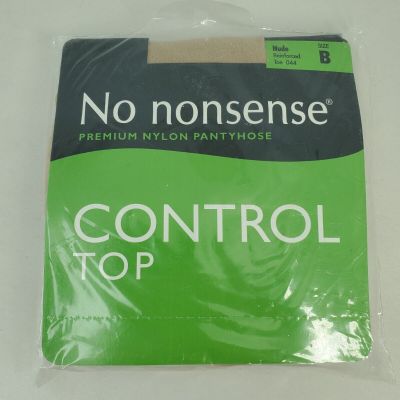 Nude
Reinforced
Toe 044
SIZE
B
No nonsense®
PREMIUM NYLON PANTYHOSE
CONTROL
TOP